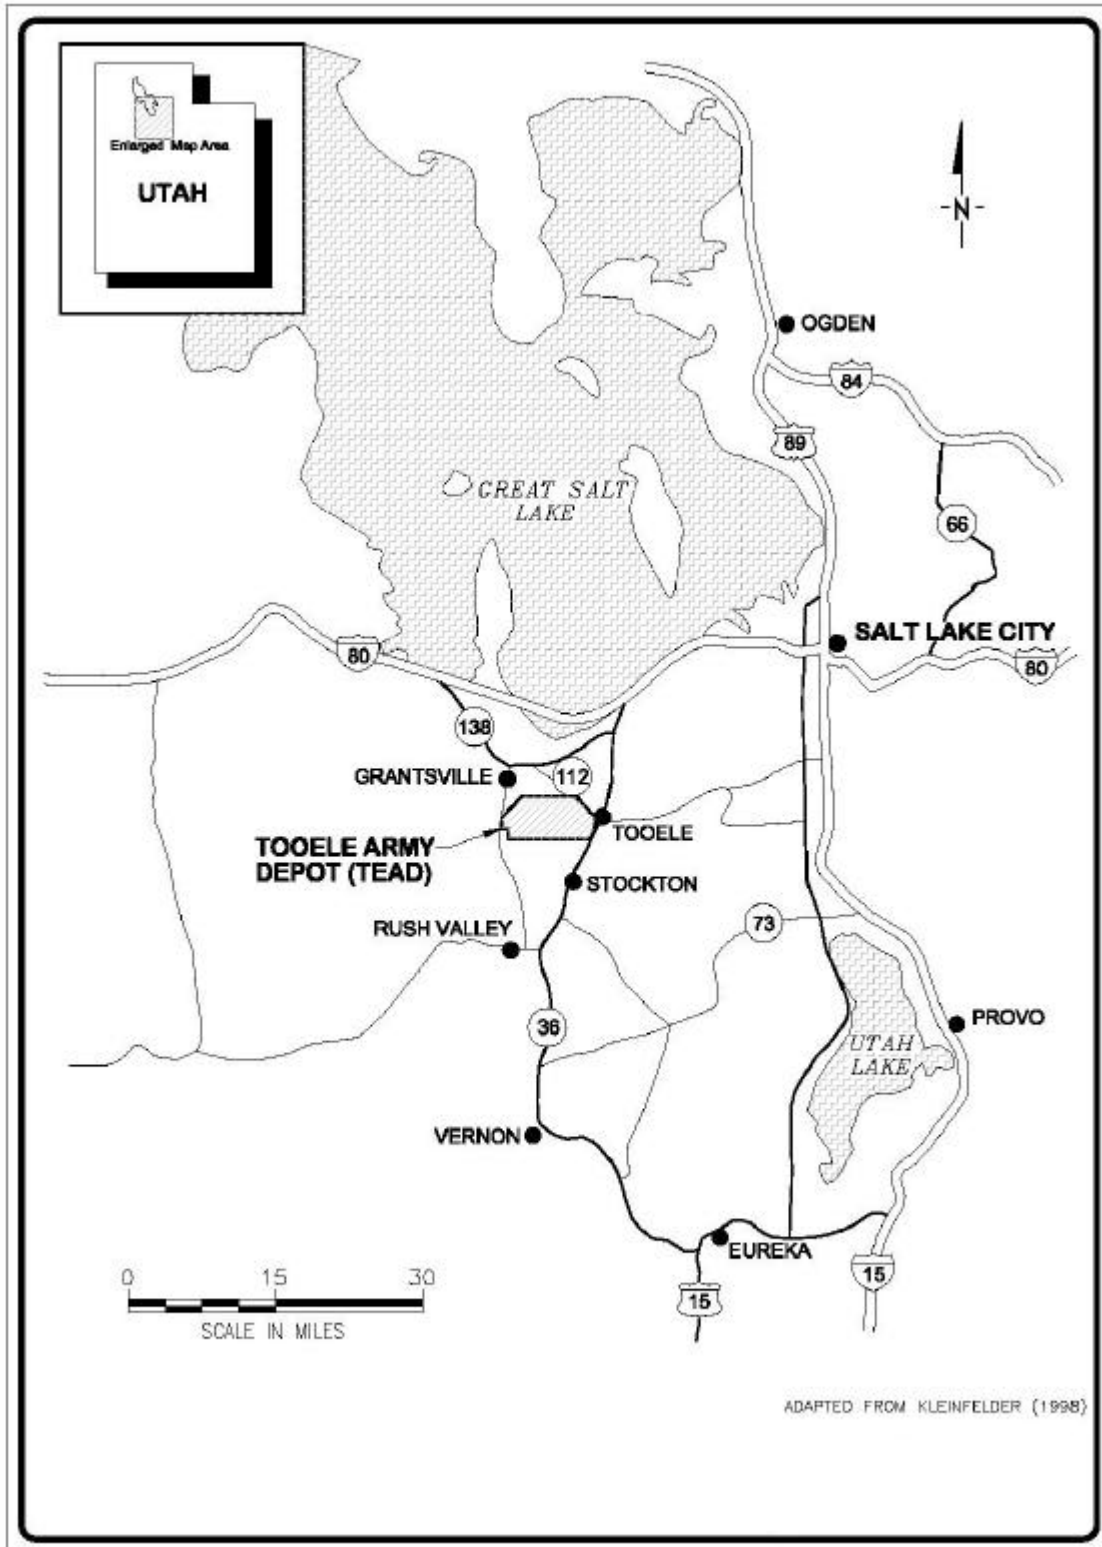 Enlarged Map Area
UTAH
N
OGDEN
84
89
GREAT SALT
LAKE
66
SALT LAKE CITY
80
80
138
GRANTSVILLE
112
TOOELE
TOOELE ARMY
DEPOT (TEAD)
STOCKTON
73
RUSH VALLEY
36
PROVO
UTAH
LAKE
VERNON
EUREKA
15
15
0 15 30
SCALE IN MILES
ADAPTED FROM KLEINFELDER (1998)